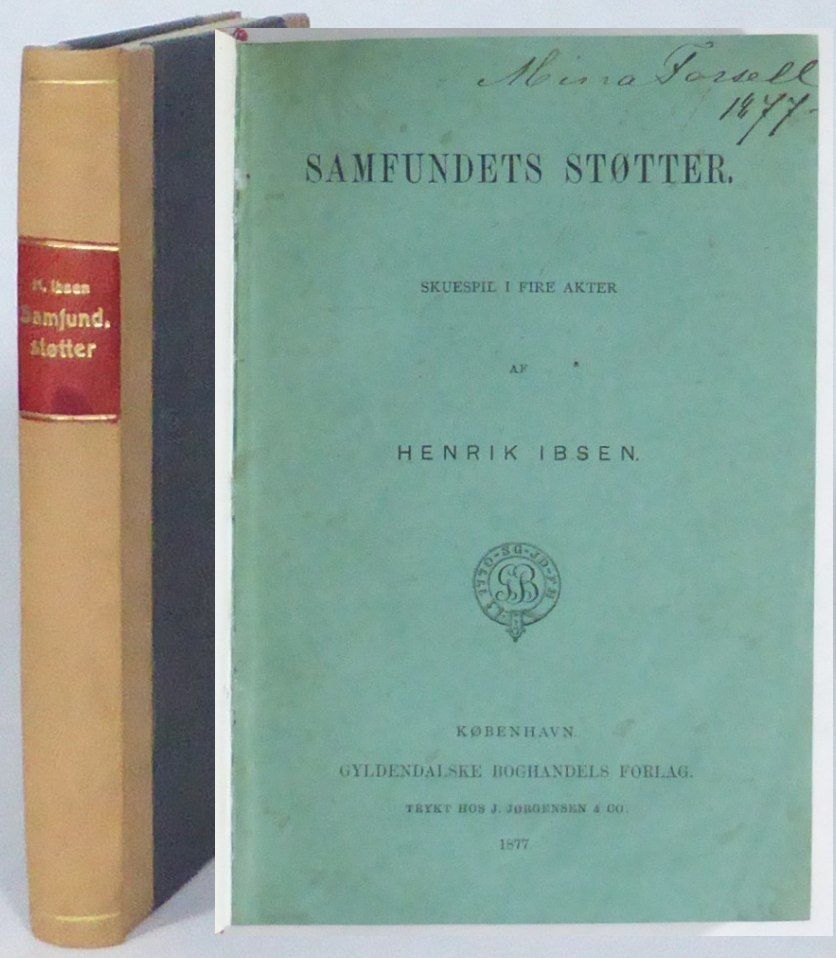 H. Ibsen
Samfund.
støtter
Mina Forsell
1877
SAMFUNDETS STØTTER.
SKUESPIL I FIRE AKTER
AF
HENRIK IBSEN.
KØBENHAVN.
GYLDENDALSKE BOGHANDELS FORLAG.
TRYKT HOS J. JØRGENSEN & CO.
1877